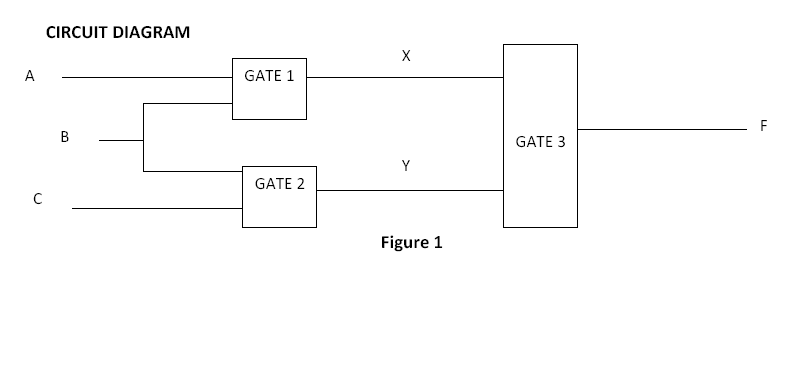 CIRCUIT DIAGRAM
X
A
GATE 1
F
B
GATE 3
Y
GATE 2
C
Figure 1